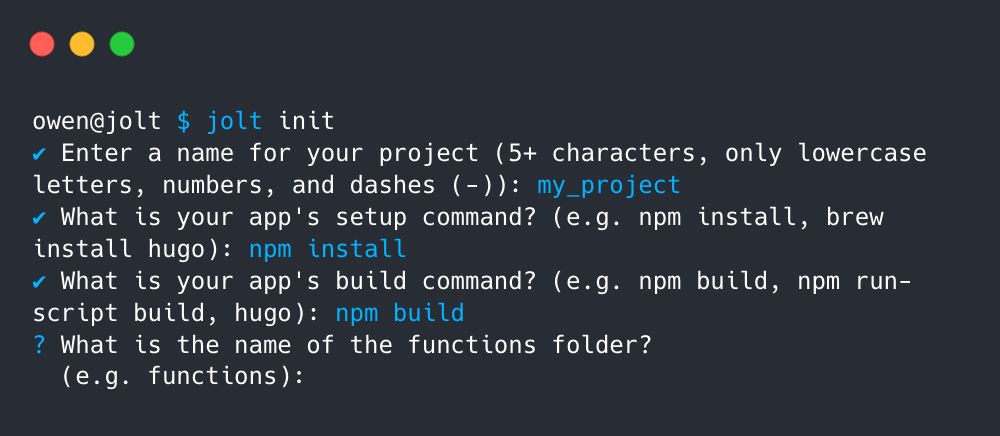 owen@jolt $ jolt init
✔ Enter a name for your project (5+ characters, only lowercase
letters, numbers, and dashes (-)): my_project
✔ What is your app's setup command? (e.g. npm install, brew
install hugo): npm install
✔ What is your app's build command? (e.g. npm build, npm run-
script build, hugo): npm build
? What is the name of the functions folder?
(e.g. functions):